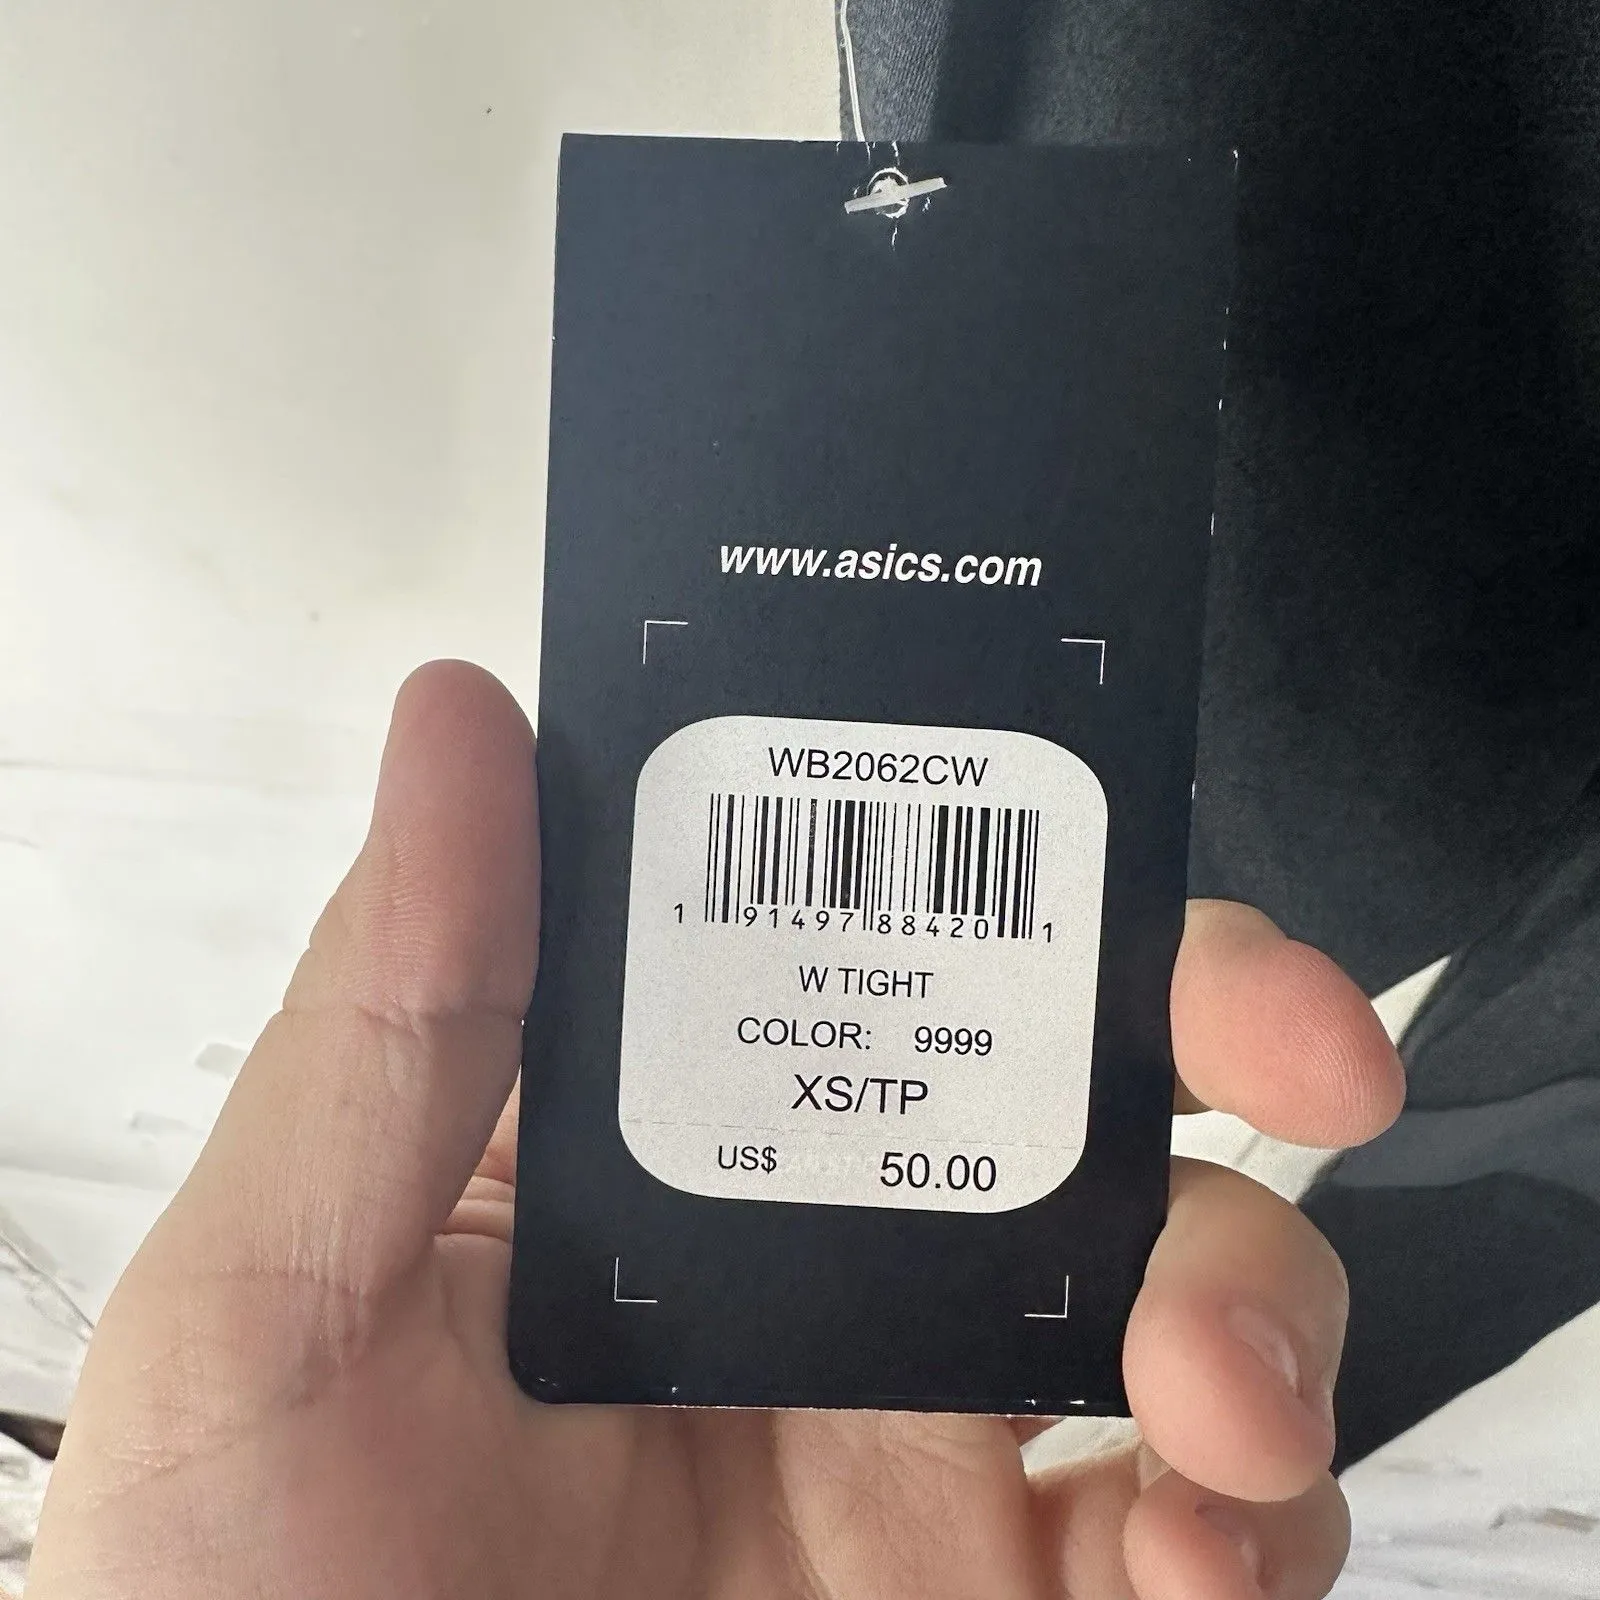 www.asics.com
WB2062CW
1 91497 88420 1
W TIGHT
COLOR: 9999
XS/TP
US$ 50.00